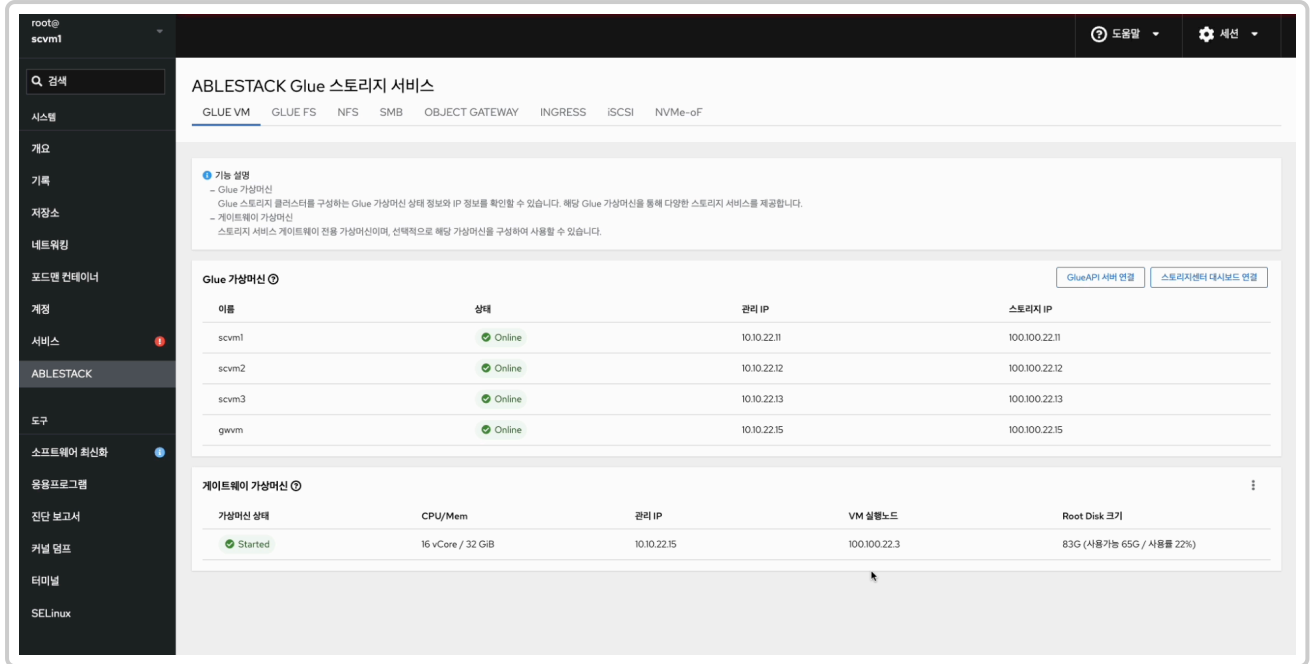 root@
scvm1
도움말
세션
검색
시스템
개요
기록
저장소
네트워킹
포드맨 컨테이너
계정
서비스
ABLESTACK
도구
소프트웨어 최신화
응용프로그램
진단 보고서
커널 덤프
터미널
SELinux
ABLESTACK Glue 스토리지 서비스
GLUE VM GLUE FS NFS SMB OBJECT GATEWAY INGRESS iSCSI NVMe-oF
기능 설명
- Glue 가상머신
Glue 스토리지 클러스터를 구성하는 Glue 가상머신 상태 정보와 IP 정보를 확인할 수 있습니다. 해당 Glue 가상머신을 통해 다양한 스토리지 서비스를 제공합니다.
- 게이트웨이 가상머신
스토리지 서비스 게이트웨이 전용 가상머신이며, 선택적으로 해당 가상머신을 구성하여 사용할 수 있습니다.
Glue 가상머신
GlueAPI 서버 연결 스토리지센터 대시보드 연결
이름 상태 관리 IP 스토리지 IP
scvm1 Online 10.10.22.11 100.100.22.11
scvm2 Online 10.10.22.12 100.100.22.12
scvm3 Online 10.10.22.13 100.100.22.13
gwvm Online 10.10.22.15 100.100.22.15
게이트웨이 가상머신
가상머신 상태 CPU/Mem 관리 IP VM 실행노드 Root Disk 크기
Started 16 vCore / 32 GiB 10.10.22.15 100.100.22.3 83G (사용가능 65G / 사용률 22%)